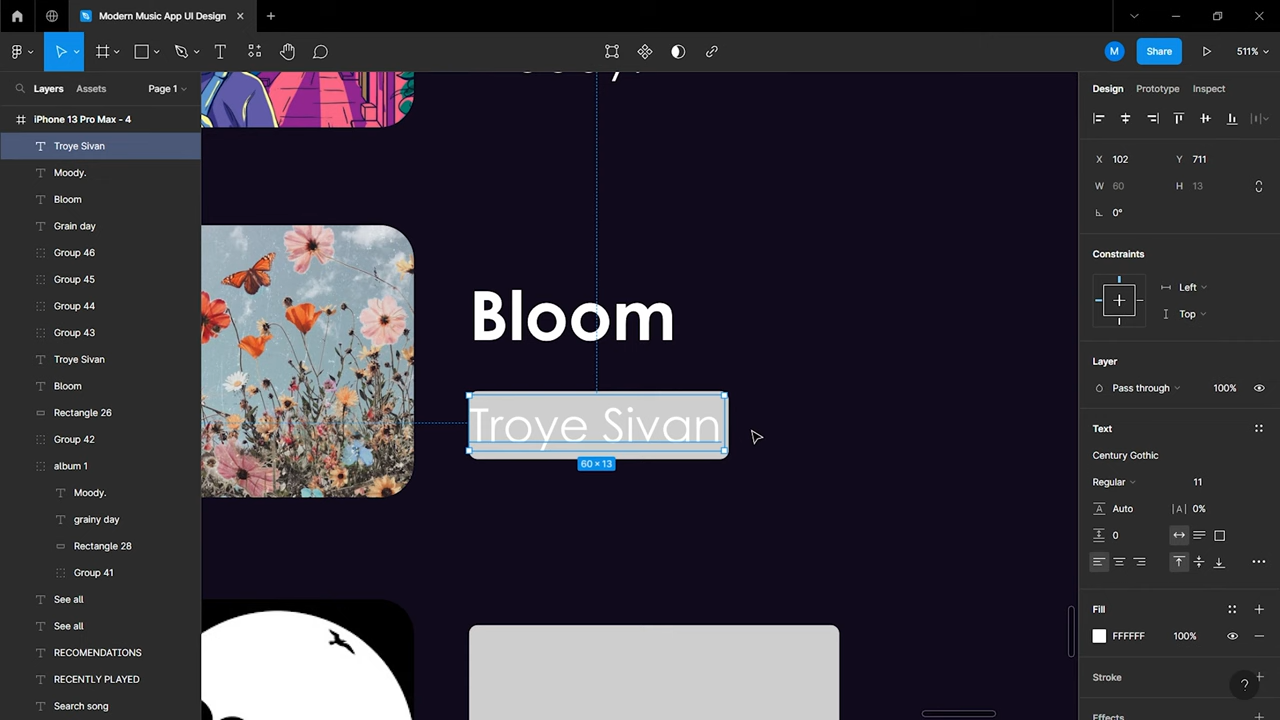 Modern Music App UI Design
Share
511%
Layers
Assets
Page 1
Design
Prototype
Inspect
iPhone 13 Pro Max - 4
Troye Sivan
Moody.
Bloom
Grain day
Group 46
Group 45
Group 44
Group 43
Troye Sivan
Bloom
Rectangle 26
Group 42
album 1
Moody.
grainy day
Rectangle 28
Group 41
See all
See all
RECOMENDATIONS
RECENTLY PLAYED
Search song
Bloom
Troye Sivan
60 × 13
M
X 102 Y 711
W 60 H 13
0°
Constraints
Left
Top
Layer
Pass through 100%
Text
Century Gothic
Regular 11
A Auto |A| 0%
0
Fill
FFFFFF 100%
Stroke
Effects
?